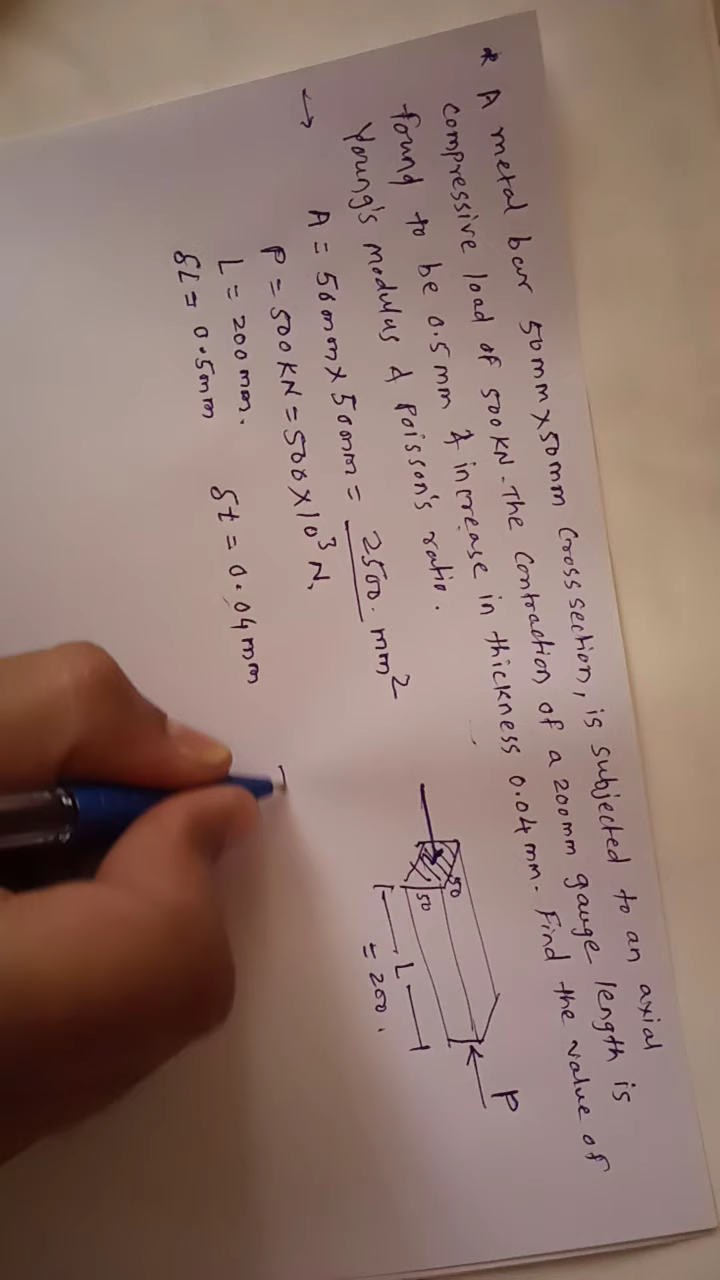 * A metal bar 50mm x 50mm Cross section, is subjected to an axial
compressive load of 500 KN. The Contraction of a 200mm gauge length is
found to be 0.5mm & increase in thickness 0.04 mm. Find the value of
Young's modulus & Poisson's ratio.
→ A = 50mm x 50mm = 2500. mm²
P = 500 KN = 500 x 10³ N.
L = 200mm.
δL = 0.5mm δt = 0.04mm
50
50
L
= 200.
P